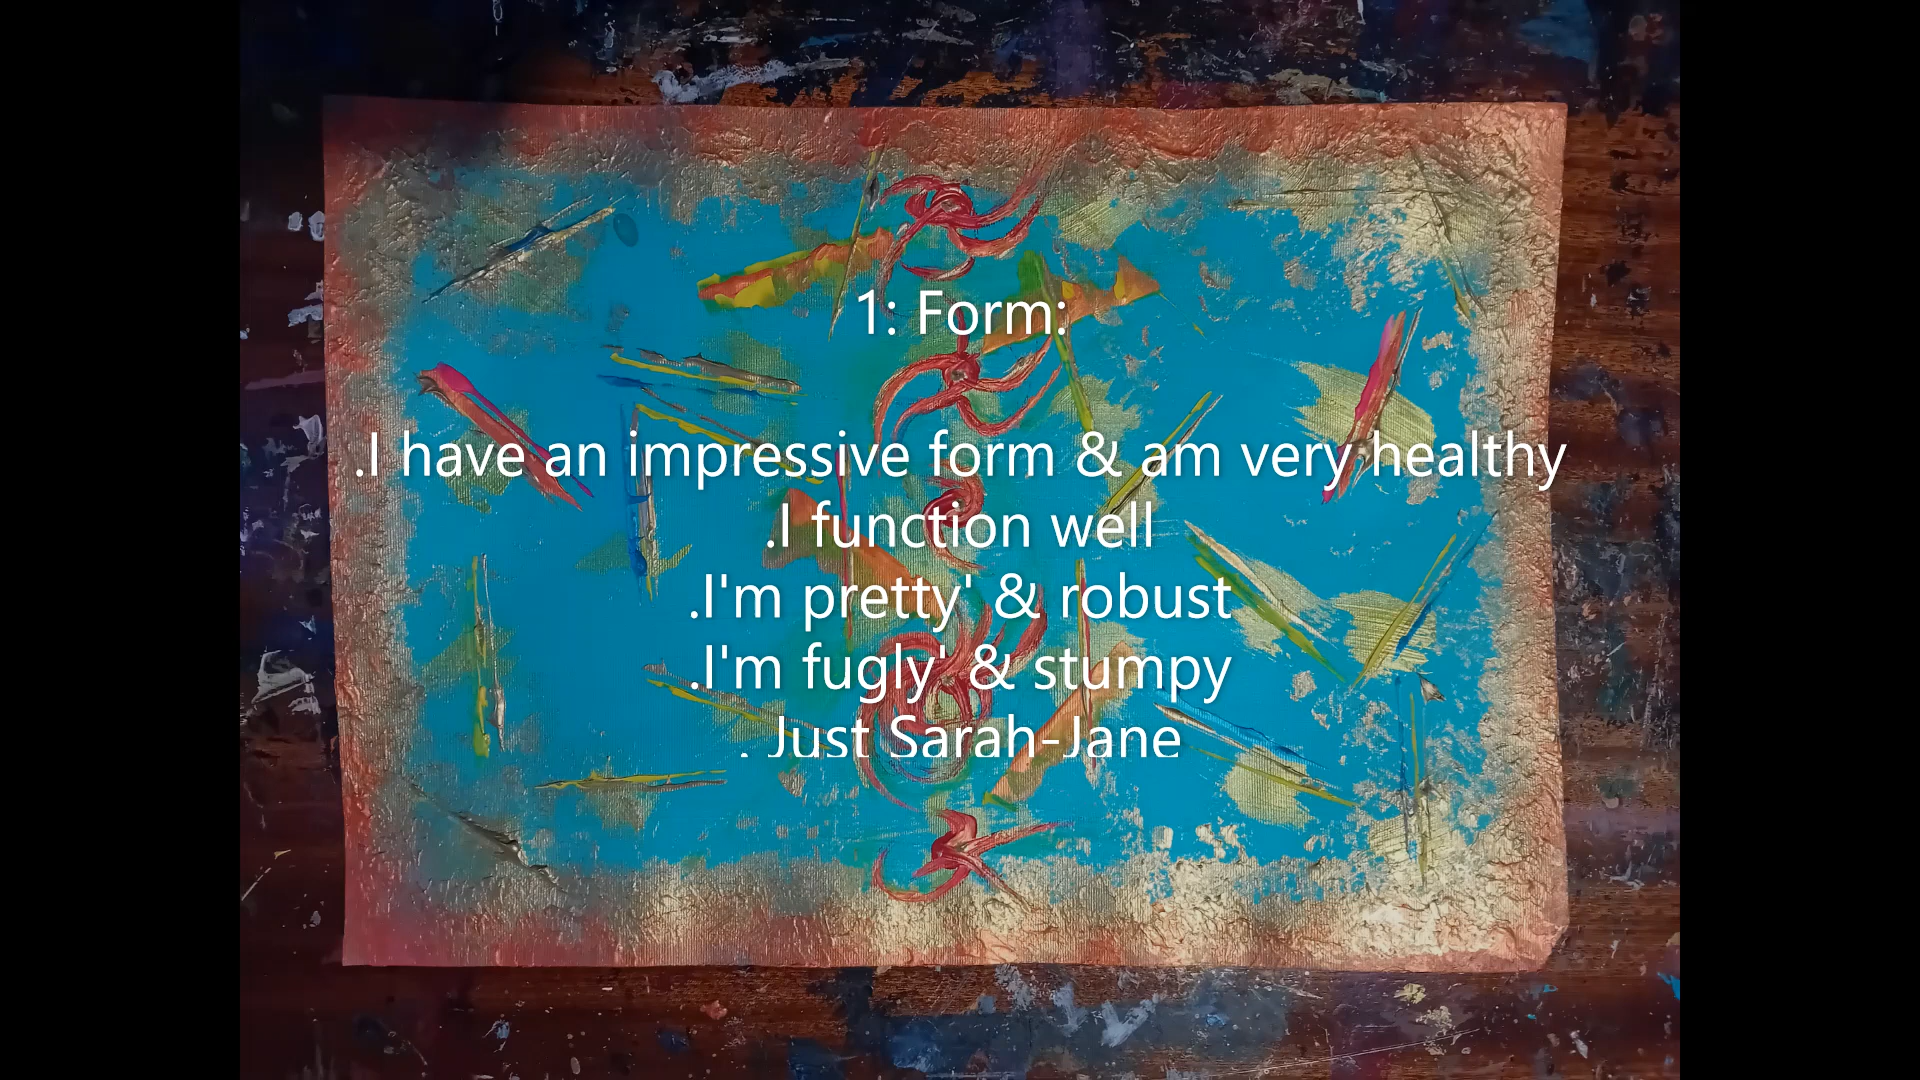 1: Form:
.I have an impressive form & am very healthy
.I function well
.I'm pretty' & robust
.I'm fugly' & stumpy
. Just Sarah-Jane